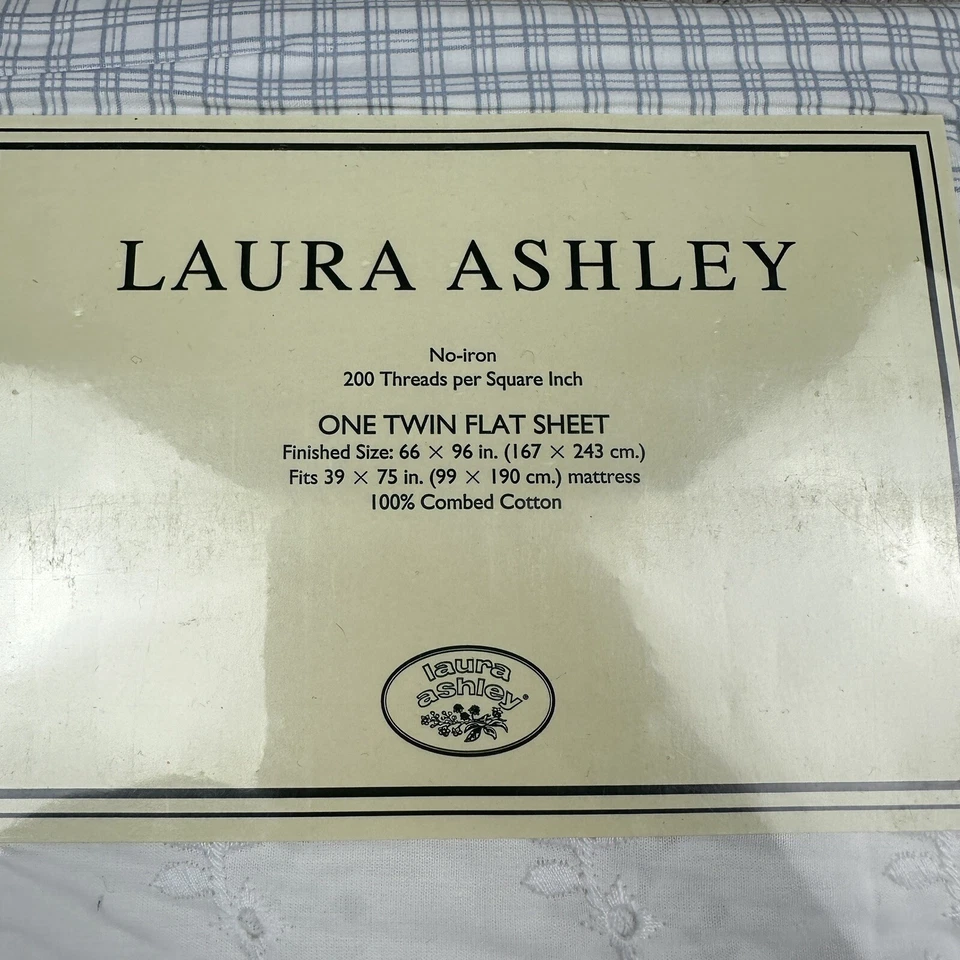 LAURA ASHLEY
No-iron
200 Threads per Square Inch
ONE TWIN FLAT SHEET
Finished Size: 66 × 96 in. (167 × 243 cm.)
Fits 39 × 75 in. (99 × 190 cm.) mattress
100% Combed Cotton
laura
ashley®